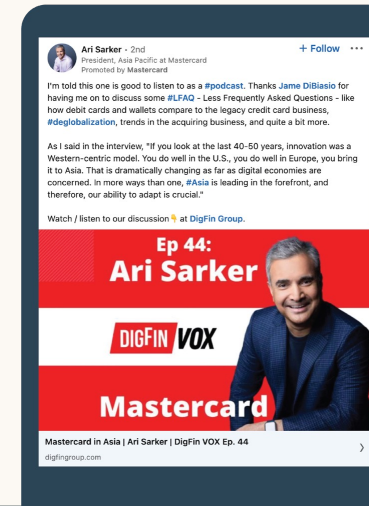 Ari Sarker • 2nd
+ Follow
President, Asia Pacific at Mastercard
Promoted by Mastercard
I'm told this one is good to listen to as a #podcast. Thanks Jame DiBiasio for
having me on to discuss some #LFAQ - Less Frequently Asked Questions - like
how debit cards and wallets compare to the legacy credit card business,
#deglobalization, trends in the acquiring business, and quite a bit more.
As I said in the interview, "If you look at the last 40-50 years, innovation was a
Western-centric model. You do well in the U.S., you do well in Europe, you bring
it to Asia. That is dramatically changing as far as digital economies are
concerned. In more ways than one, #Asia is leading in the forefront, and
therefore, our ability to adapt is crucial."
Watch / listen to our discussion👇 at DigFin Group.
Ep 44:
Ari Sarker
DIGFIN VOX
Mastercard
Mastercard in Asia | Ari Sarker | DigFin VOX Ep. 44
digfingroup.com